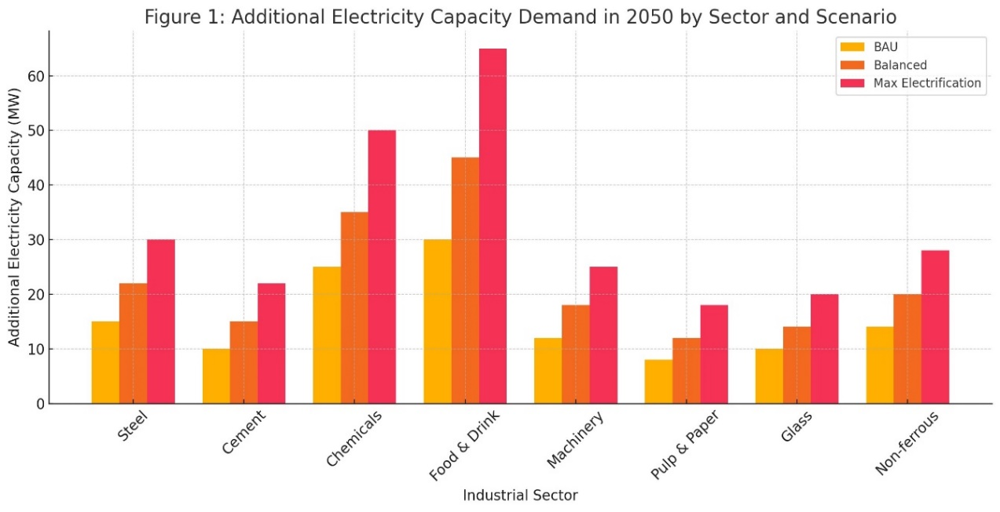 Figure 1: Additional Electricity Capacity Demand in 2050 by Sector and Scenario
BAU
Balanced
Max Electrification
Additional Electricity Capacity (MW)
60
50
40
30
20
10
0
Steel
Cement
Chemicals
Food & Drink
Machinery
Pulp & Paper
Glass
Non-ferrous
Industrial Sector